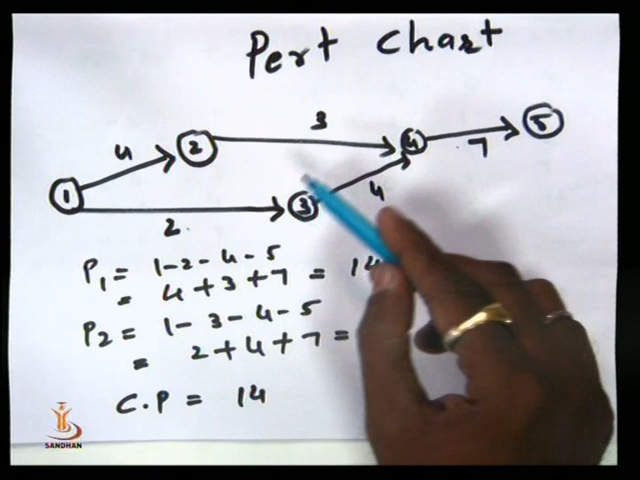 Pert chart
3
4
2
4
5
7
1
3
4
2
P1 = 1-2-4-5
= 4+3+7 = 14
P2 = 1-3-4-5
= 2+4+7 =
C.P = 14
SANDHAN